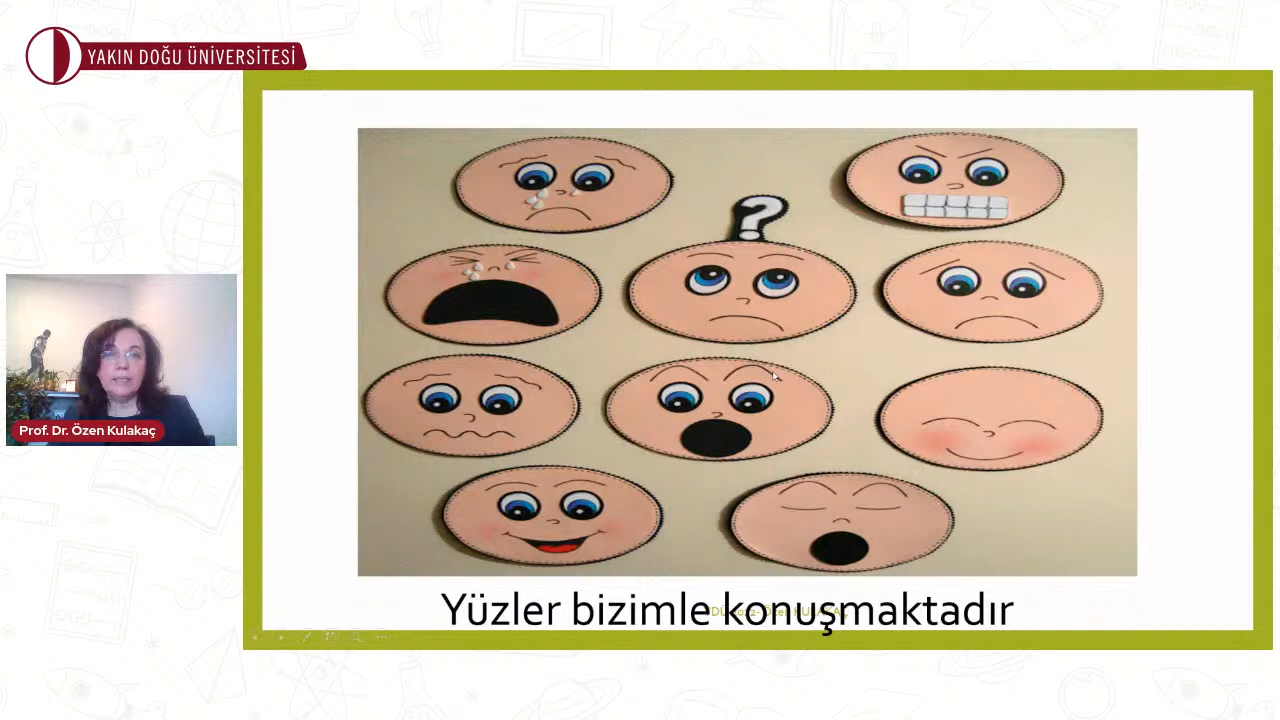 YAKIN DOĞU ÜNİVERSİTESİ
?
Prof. Dr. Özen Kulakaç
Yüzler bizimle konuşmaktadır